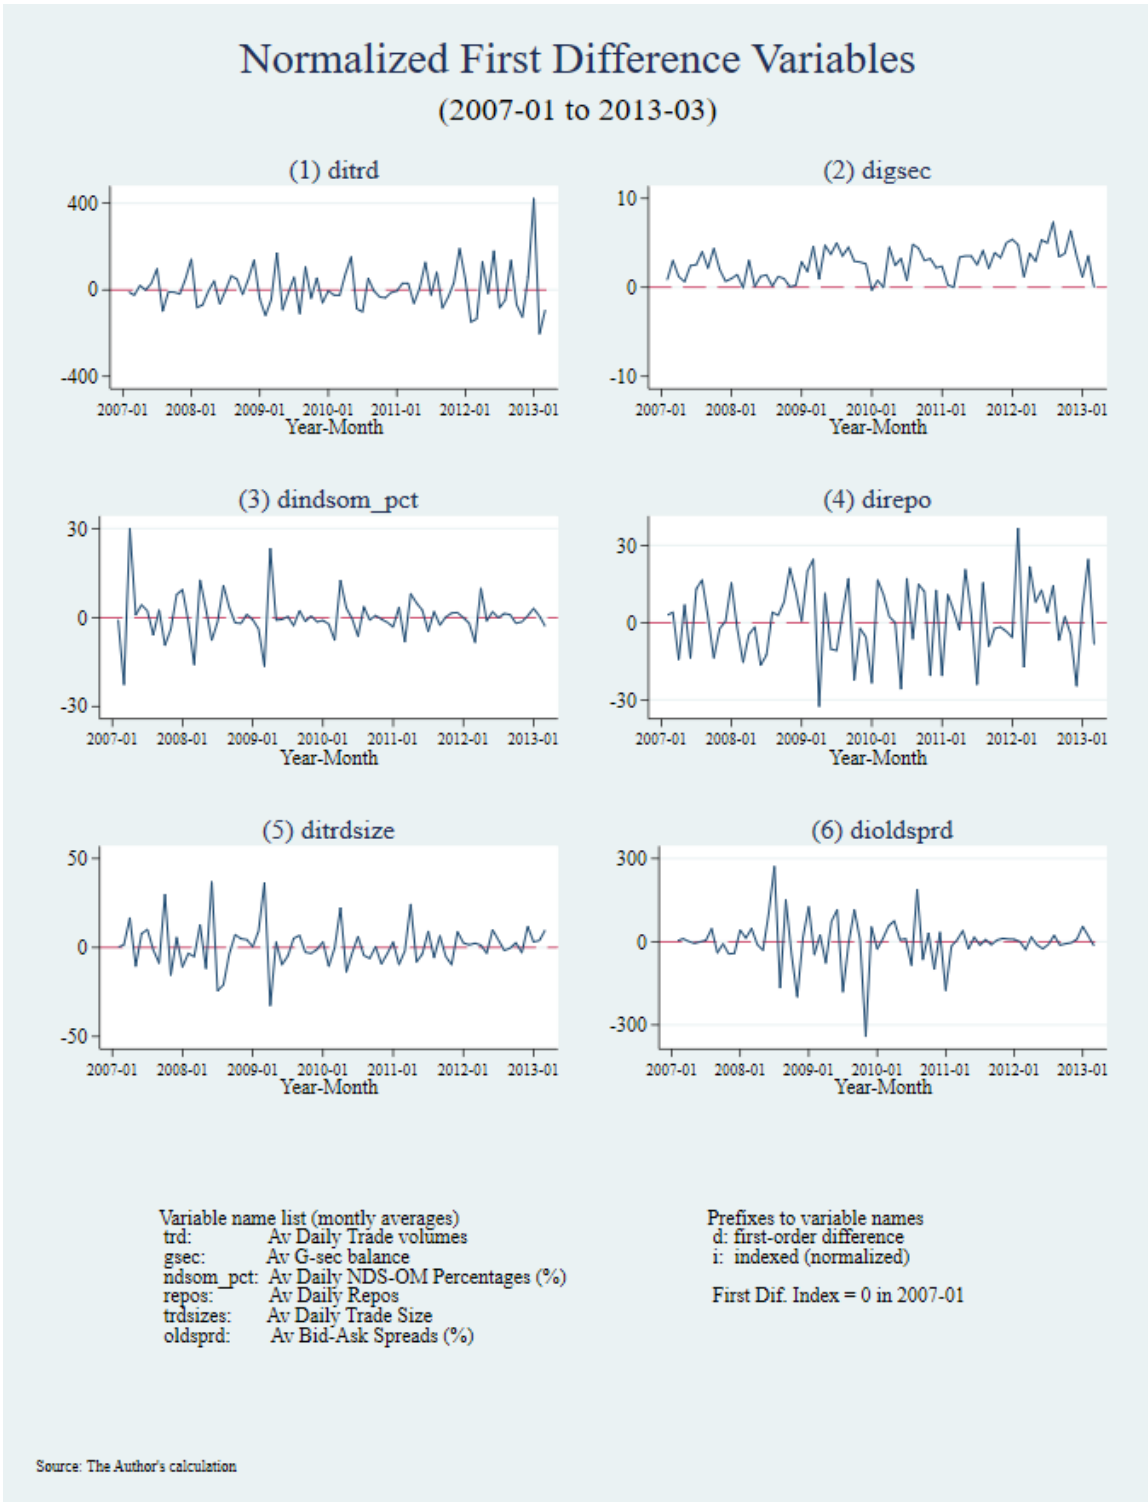 Normalized First Difference Variables
(2007-01 to 2013-03)
(1) ditrd
400
0
-400
2007-01 2008-01 2009-01 2010-01 2011-01 2012-01 2013-01
Year-Month
(2) digsec
10
0
-10
2007-01 2008-01 2009-01 2010-01 2011-01 2012-01 2013-01
Year-Month
(3) dindsom_pct
30
0
-30
2007-01 2008-01 2009-01 2010-01 2011-01 2012-01 2013-01
Year-Month
(4) direpo
30
0
-30
2007-01 2008-01 2009-01 2010-01 2011-01 2012-01 2013-01
Year-Month
(5) ditrdsize
50
0
-50
2007-01 2008-01 2009-01 2010-01 2011-01 2012-01 2013-01
Year-Month
(6) dioldsprd
300
0
-300
2007-01 2008-01 2009-01 2010-01 2011-01 2012-01 2013-01
Year-Month
Variable name list (montly averages)
trd: Av Daily Trade volumes
gsec: Av G-sec balance
ndsom_pct: Av Daily NDS-OM Percentages (%)
repos: Av Daily Repos
trdsizes: Av Daily Trade Size
oldsprd: Av Bid-Ask Spreads (%)
Prefixes to variable names
d: first-order difference
i: indexed (normalized)
First Dif. Index = 0 in 2007-01
Source: The Author's calculation